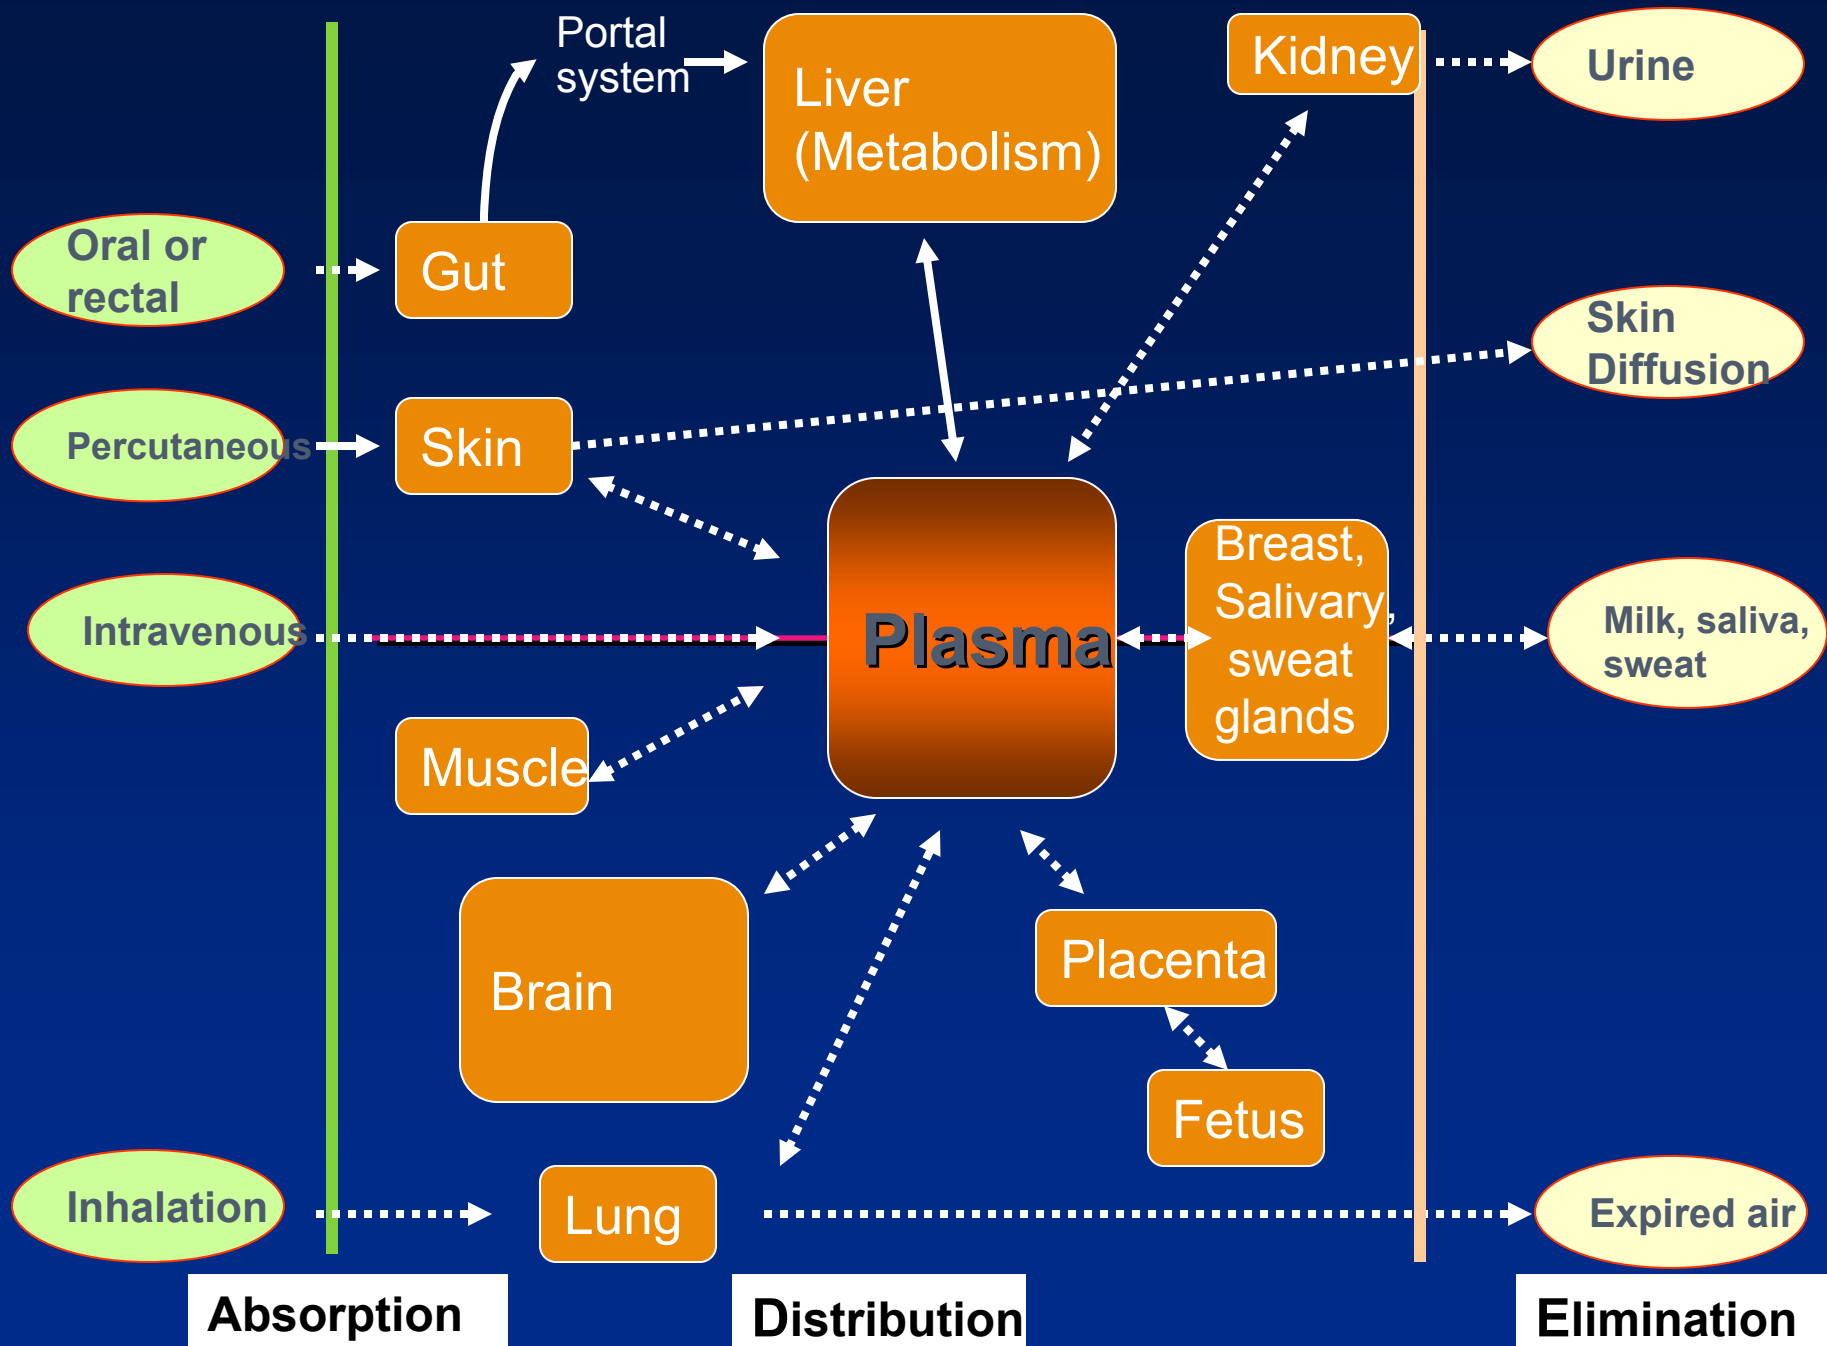 Portal
system
Liver
(Metabolism)
Kidney
Urine
Oral or
rectal
Gut
Skin
Diffusion
Percutaneous
Skin
Intravenous
Plasma
Breast,
Salivary,
sweat
glands
Milk, saliva,
sweat
Muscle
Brain
Placenta
Fetus
Inhalation
Lung
Expired air
Absorption
Distribution
Elimination